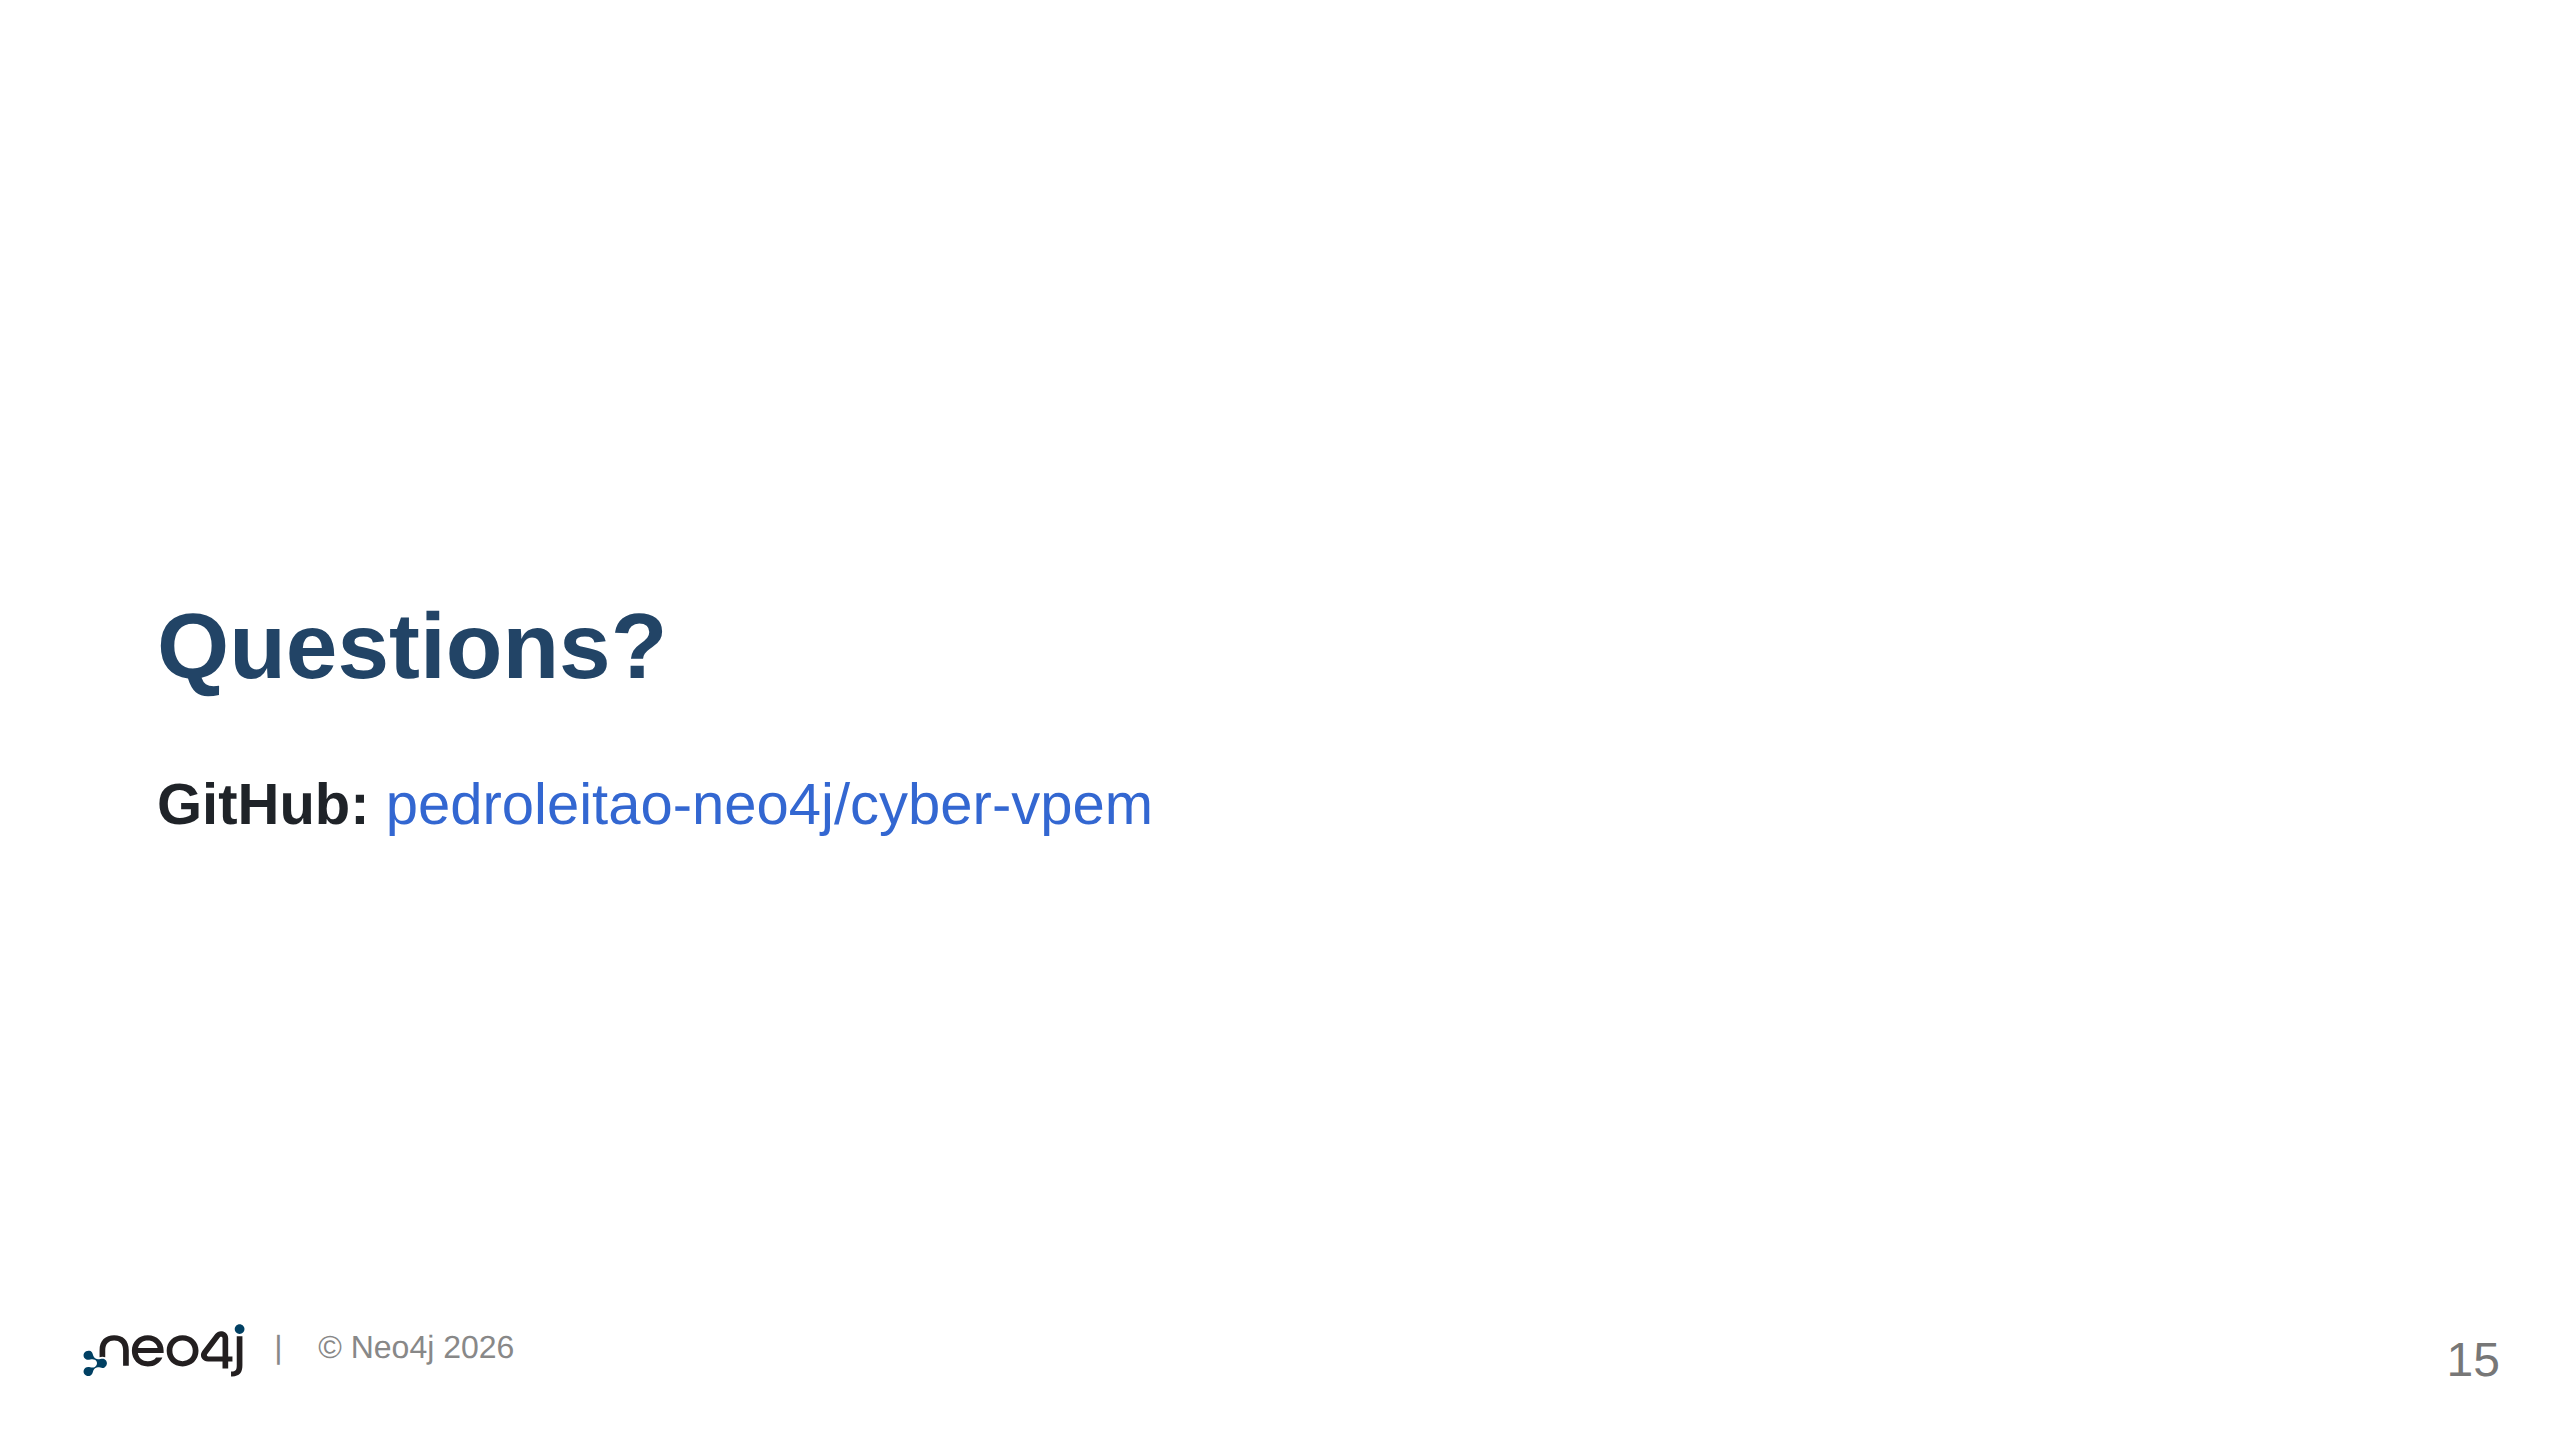 Questions?
GitHub: pedroleitao-neo4j/cyber-vpem
neo4j | © Neo4j 2026
15